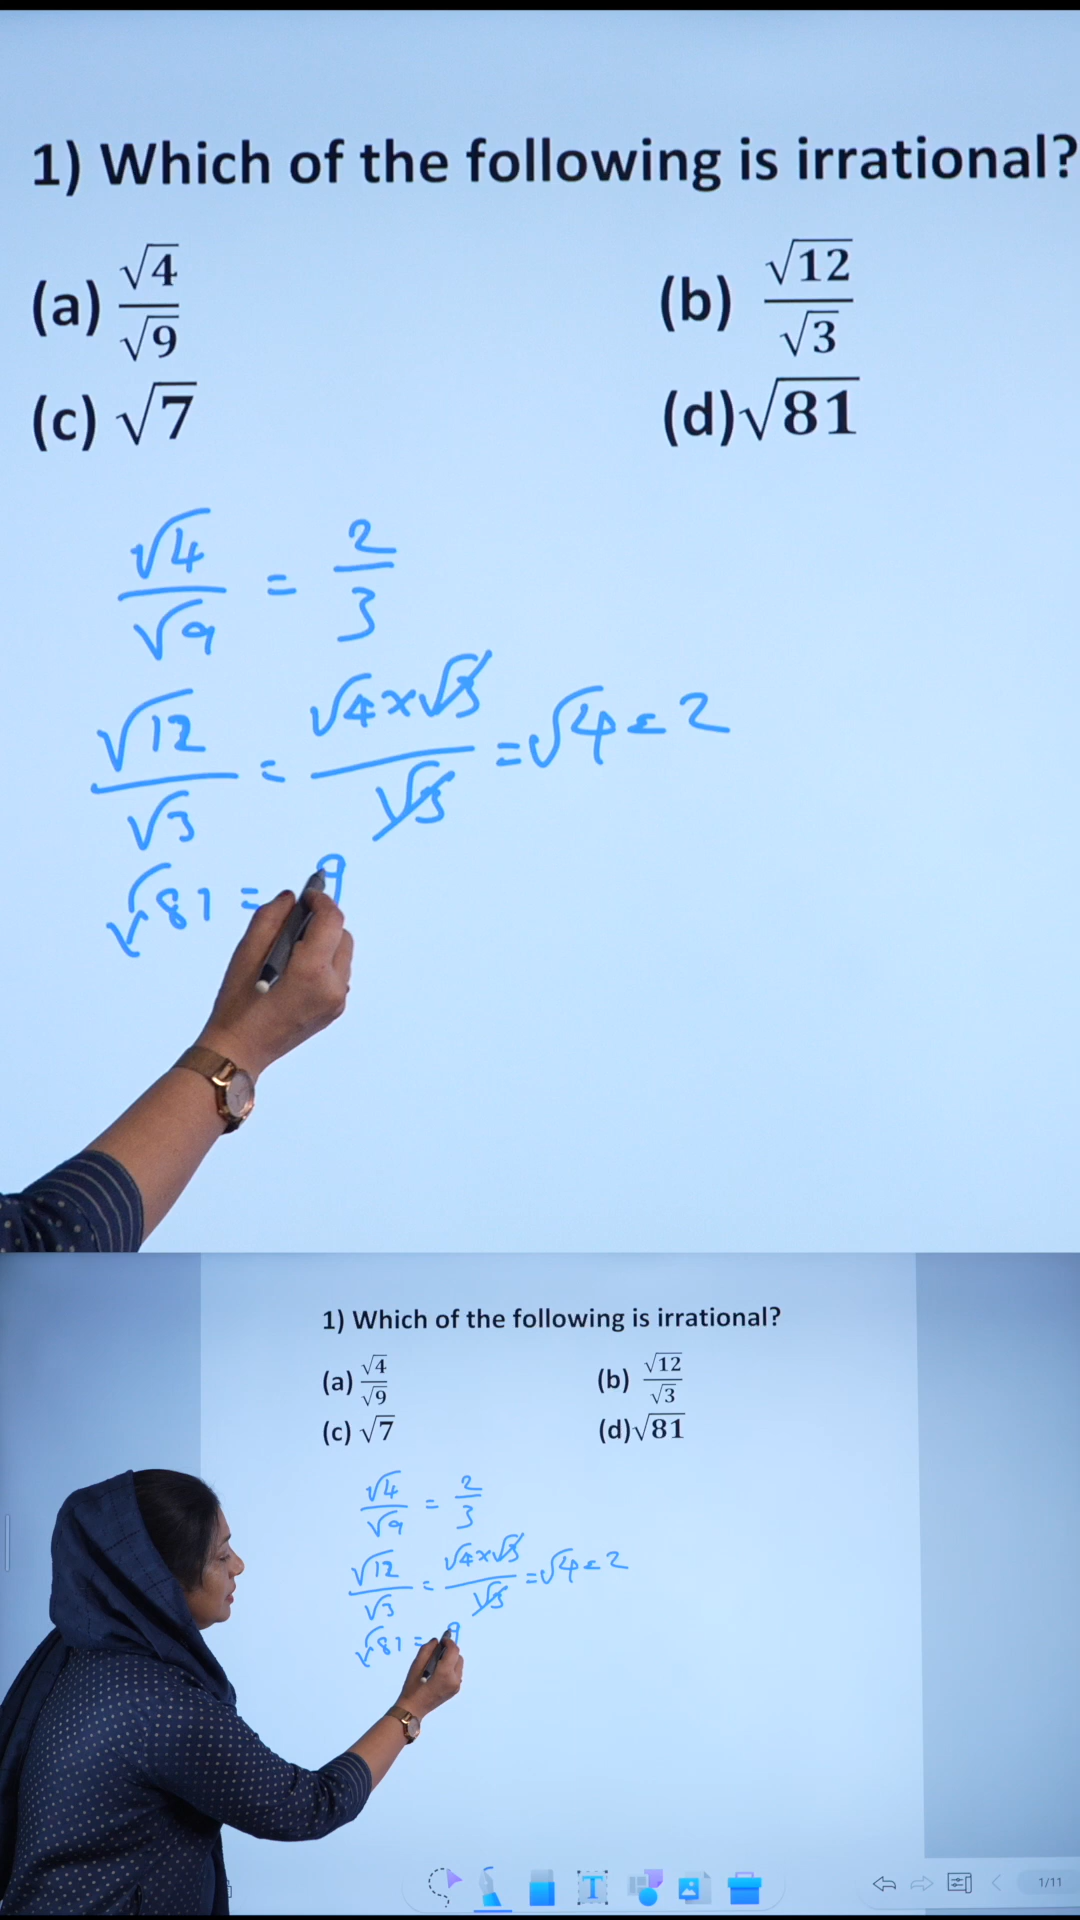 1) Which of the following is irrational?
(a) √4/√9 (b) √12/√3
(c) √7 (d)√81
√4/√9 = 2/3
√12/√3 = √4×√3/√3 = √4 = 2
√81 = 9
1) Which of the following is irrational?
(a) √4/√9 (b) √12/√3
(c) √7 (d)√81
√4/√9 = 2/3
√12/√3 = √4×√3/√3 = √4 = 2
√81 = 9
T
1/11